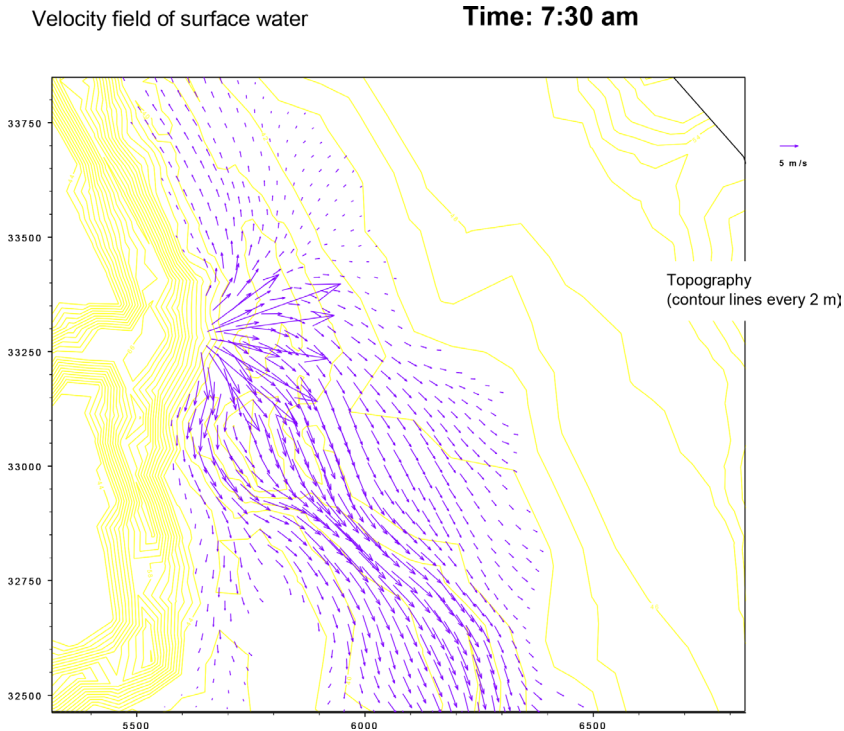 Velocity field of surface water
Time: 7:30 am
33750
33500
33250
33000
32750
32500
5500
6000
6500
5 m/s
Topography
(contour lines every 2 m)